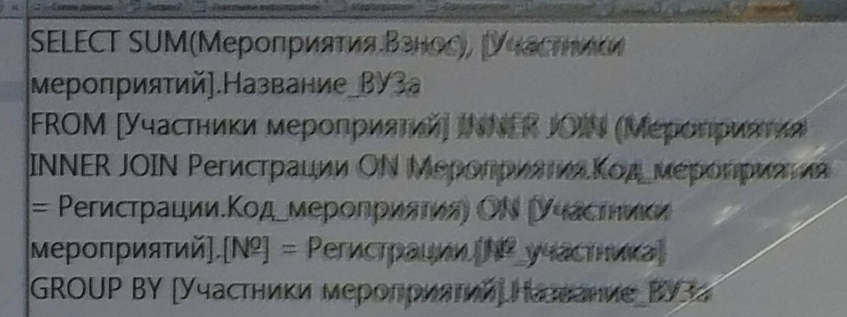 SELECT SUM(Мероприятия.Взнос), [Участники
мероприятий].Название_ВУЗа
FROM [Участники мероприятий] INNER JOIN (Мероприятия
INNER JOIN Регистрации ON Мероприятия.Код_мероприятия
= Регистрации.Код_мероприятия) ON [Участники
мероприятий].[№] = Регистрации.[№_участника]
GROUP BY [Участники мероприятий].Название_ВУЗа